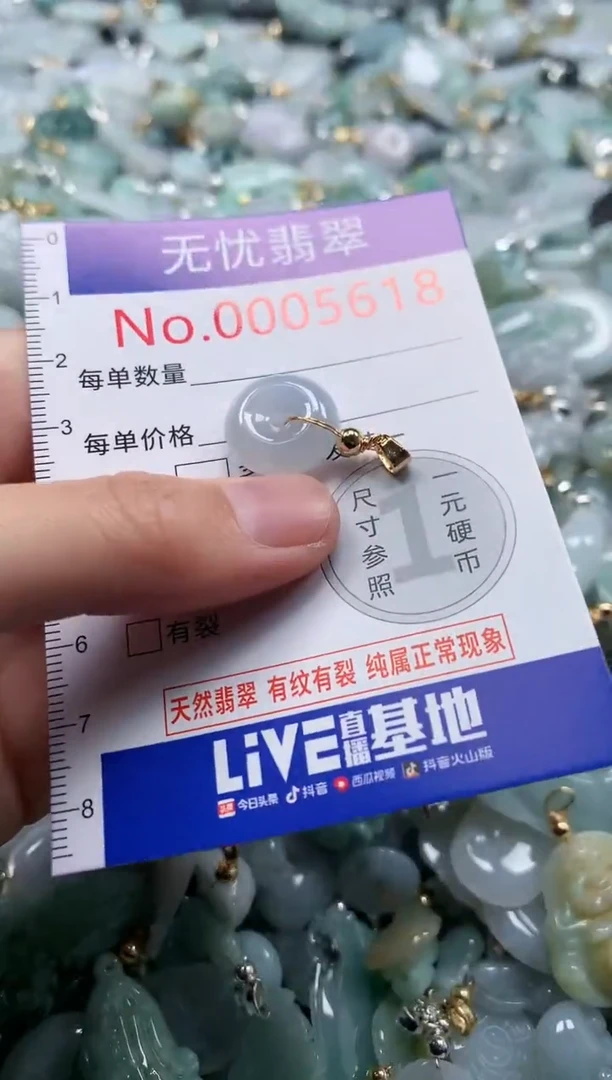 无忧翡翠
No.0005618
每单数量
每单价格
1
尺寸参照
一元硬币
有裂
天然翡翠 有纹有裂 纯属正常现象
LiVE直播基地
今日头条 抖音 西瓜视频 抖音火山版
0
1
2
3
6
7
8